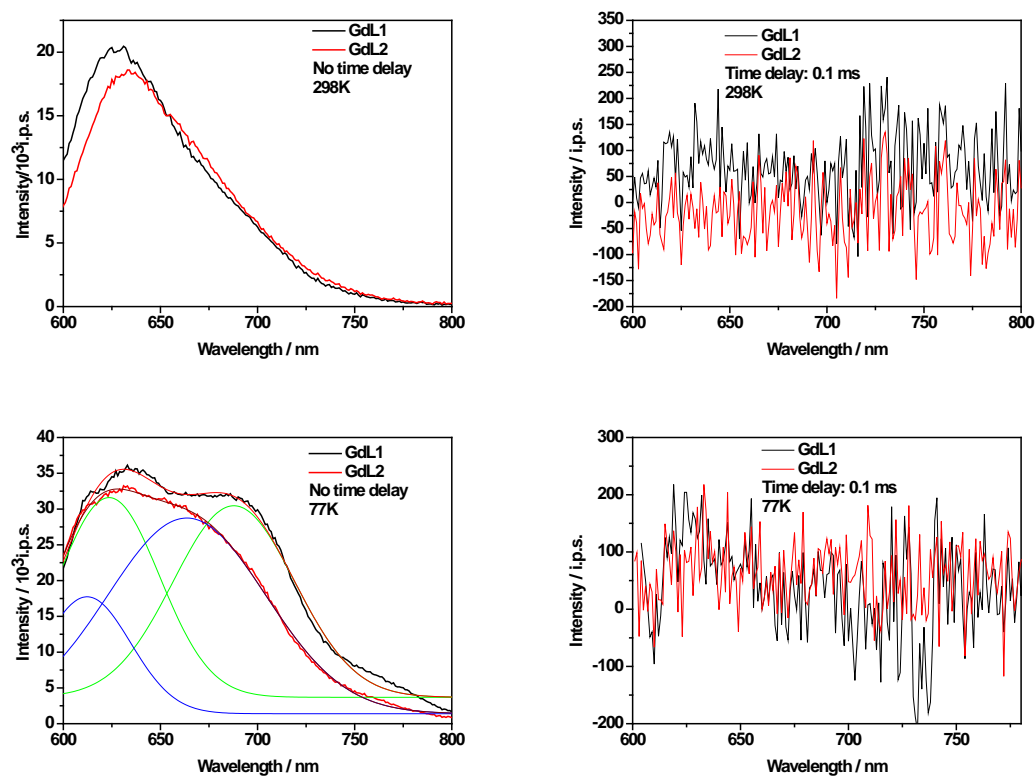 GdL1
GdL2
No time delay
298K
Intensity/10³i.p.s.
20
15
10
5
0
600 650 700 750 800
Wavelength / nm
GdL1
GdL2
Time delay: 0.1 ms
298K
Intensity / i.p.s.
350
300
250
200
150
100
50
0
-50
-100
-150
-200
600 650 700 750 800
Wavelength / nm
GdL1
GdL2
No time delay
77K
Intensity / 10³i.p.s.
40
35
30
25
20
15
10
5
0
600 650 700 750 800
Wavelength / nm
GdL1
GdL2
Time delay: 0.1 ms
77K
Intensity / i.p.s.
300
200
100
0
-100
-200
600 650 700 750
Wavelength / nm